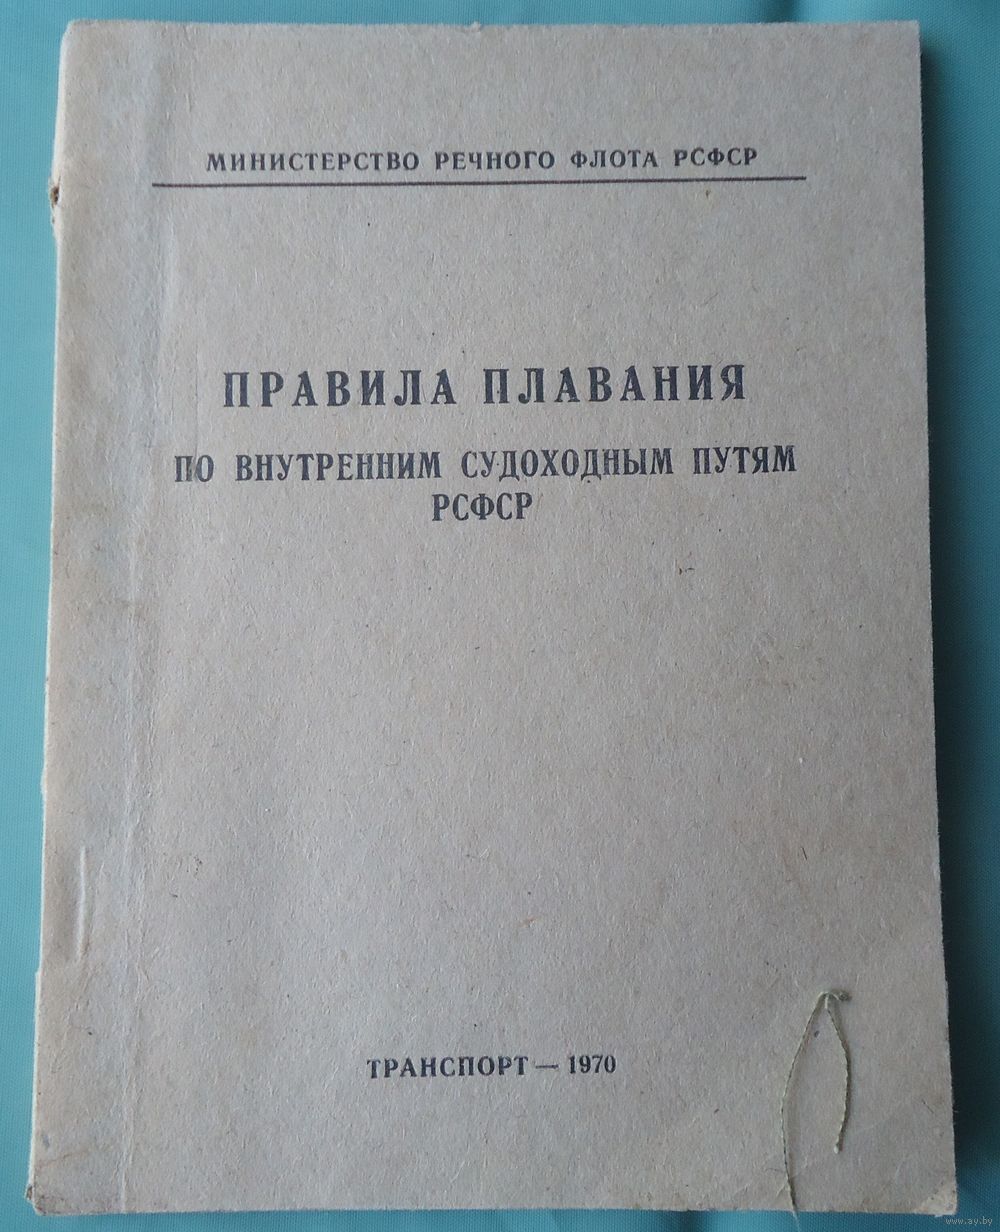 МИНИСТЕРСТВО РЕЧНОГО ФЛОТА РСФСР
ПРАВИЛА ПЛАВАНИЯ
ПО ВНУТРЕННИМ СУДОХОДНЫМ ПУТЯМ
РСФСР
ТРАНСПОРТ — 1970
www.ay.by